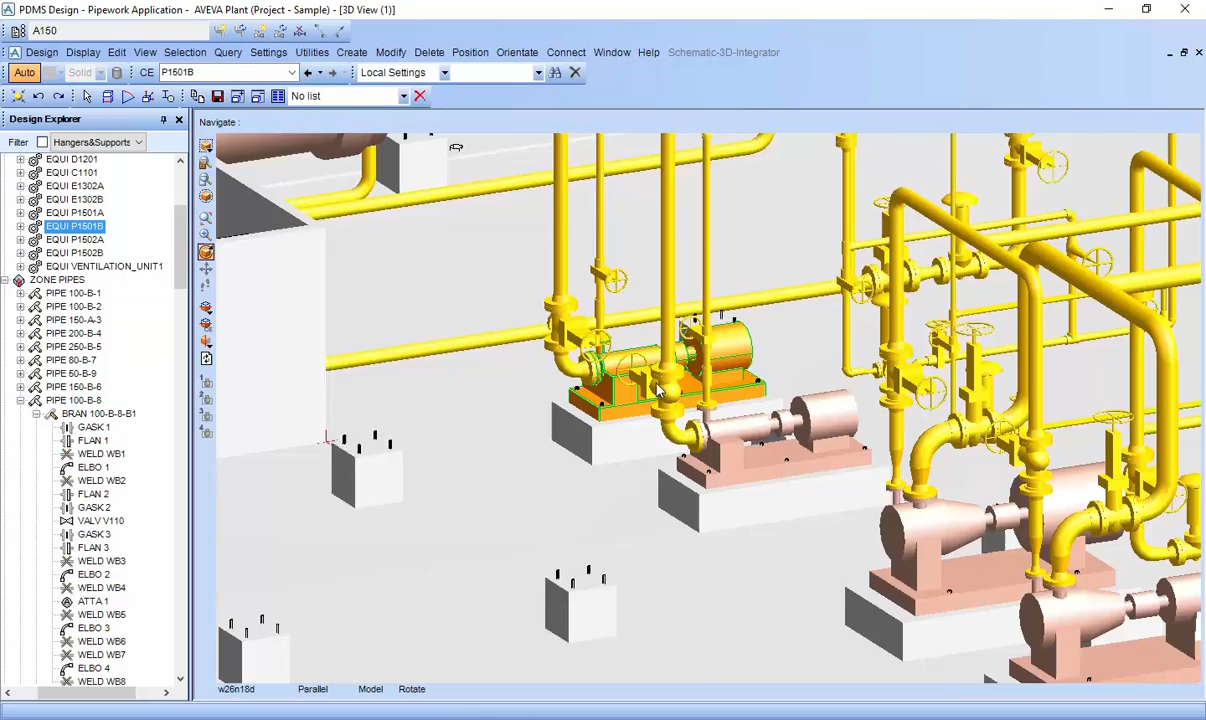 PDMS Design - Pipework Application - AVEVA Plant (Project - Sample) - [3D View (1)]
A150
Design Display Edit View Selection Query Settings Utilities Create Modify Delete Position Orientate Connect Window Help Schematic-3D-Integrator
Auto Solid CE P1501B Local Settings
No list
Design Explorer
Navigate :
Filter Hangers&Supports
EQUI D1201
EQUI C1101
EQUI E1302A
EQUI E1302B
EQUI P1501A
EQUI P1501B
EQUI P1502A
EQUI P1502B
EQUI VENTILATION_UNIT1
ZONE PIPES
PIPE 100-B-1
PIPE 100-B-2
PIPE 150-A-3
PIPE 200-B-4
PIPE 250-B-5
PIPE 80-B-7
PIPE 50-B-9
PIPE 150-B-6
PIPE 100-B-8
BRAN 100-B-8-B1
GASK 1
FLAN 1
WELD WB1
ELBO 1
WELD WB2
FLAN 2
GASK 2
VALV V110
GASK 3
FLAN 3
WELD WB3
ELBO 2
WELD WB4
ATTA 1
WELD WB5
ELBO 3
WELD WB6
WELD WB7
ELBO 4
WELD WB8
w26n18d Parallel Model Rotate